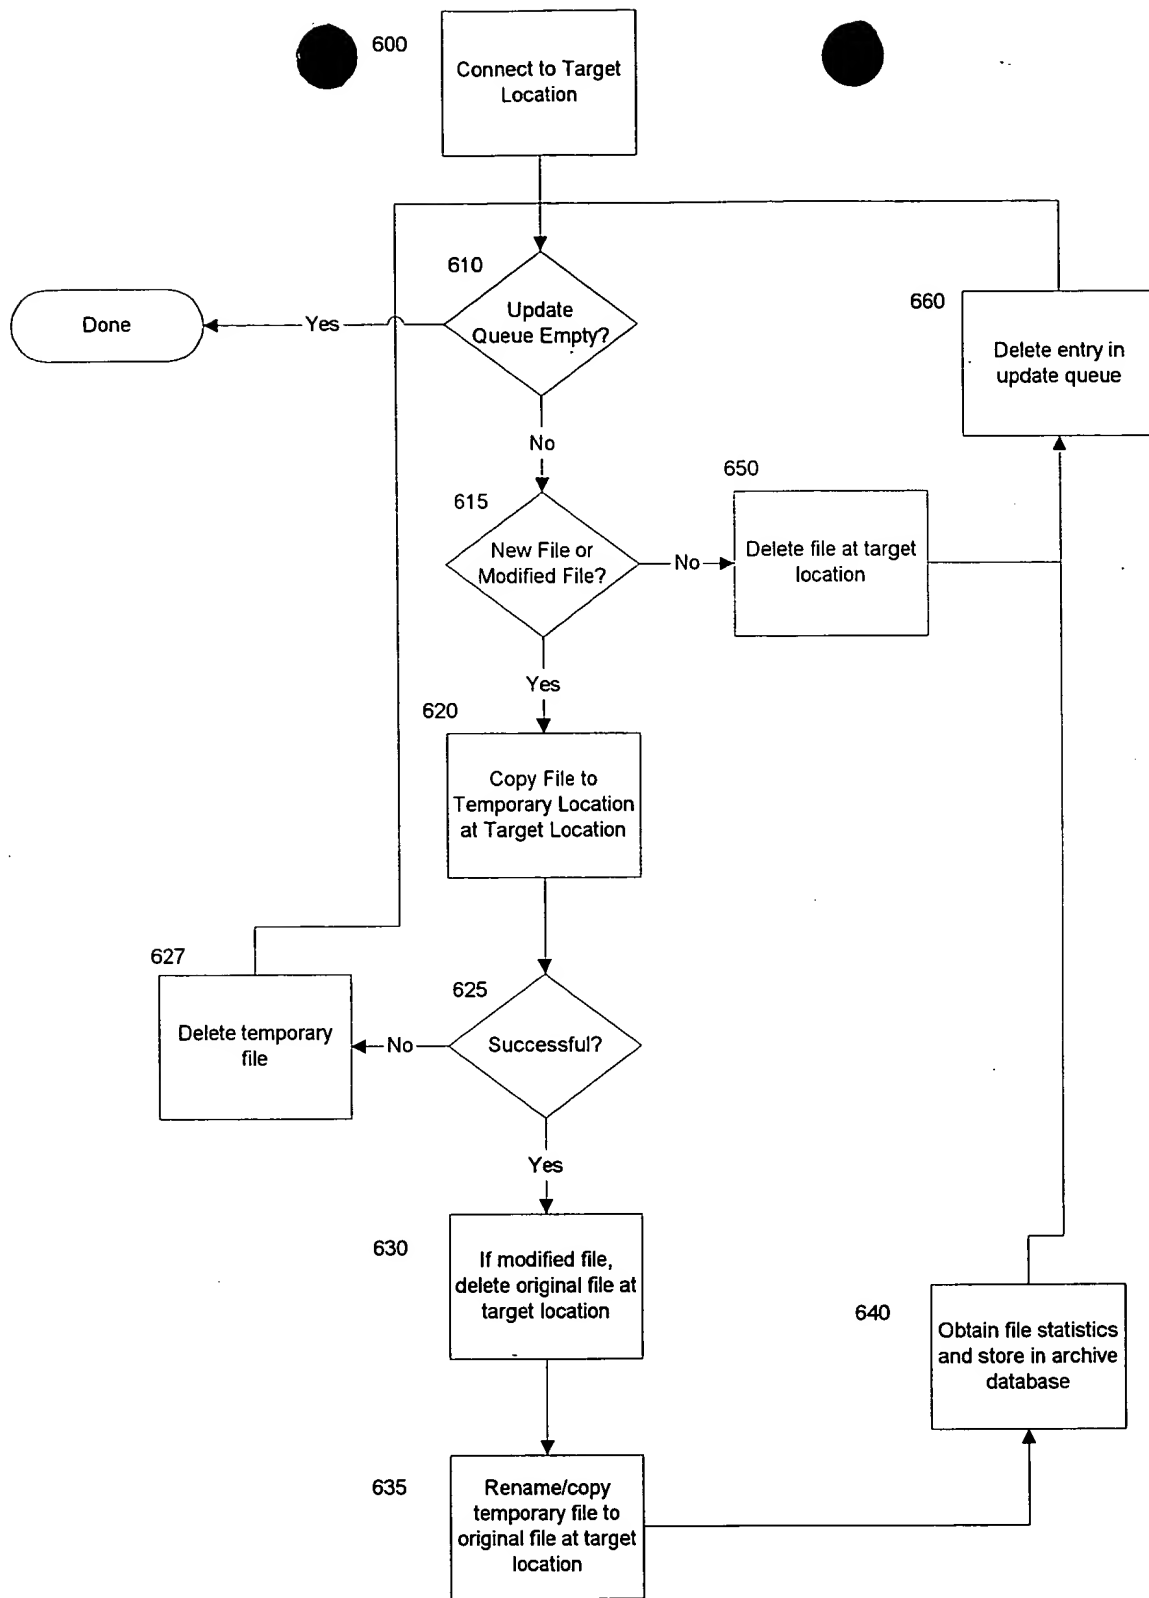 600
Connect to Target
Location
610
Update
Queue Empty?
Yes
Done
660
Delete entry in
update queue
No
615
New File or
Modified File?
No
650
Delete file at target
location
Yes
620
Copy File to
Temporary Location
at Target Location
627
Delete temporary
file
No
625
Successful?
Yes
630
If modified file,
delete original file at
target location
640
Obtain file statistics
and store in archive
database
635
Rename/copy
temporary file to
original file at target
location